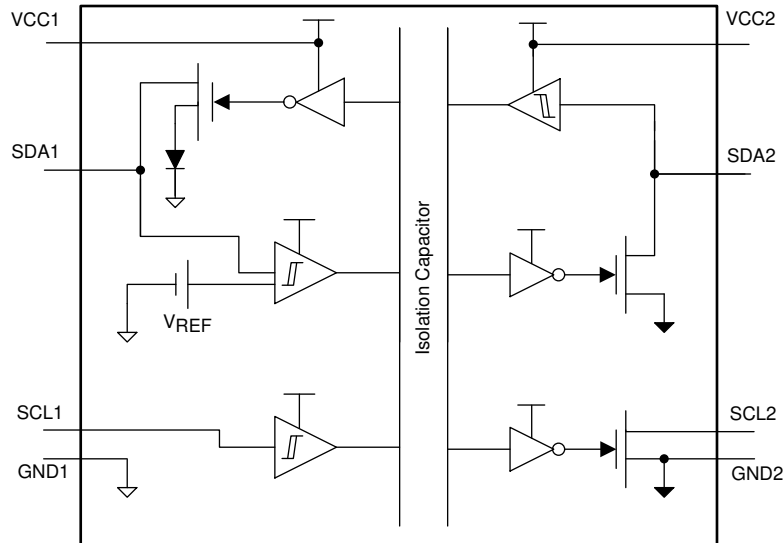 VCC1
VCC2
SDA1
SDA2
Isolation Capacitor
VREF
SCL1
SCL2
GND1
GND2